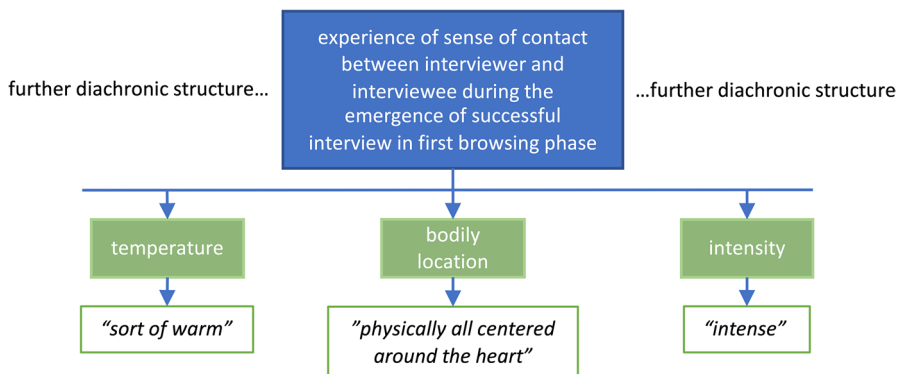 experience of sense of contact
between interviewer and
interviewee during the
emergence of successful
interview in first browsing phase
further diachronic structure…
…further diachronic structure
temperature
bodily
location
intensity
“sort of warm”
”physically all centered
around the heart”
“intense”